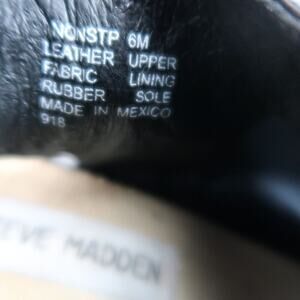 NONSTP 6M
LEATHER UPPER
FABRIC LINING
RUBBER SOLE
MADE IN MEXICO
918
EVE MADDEN